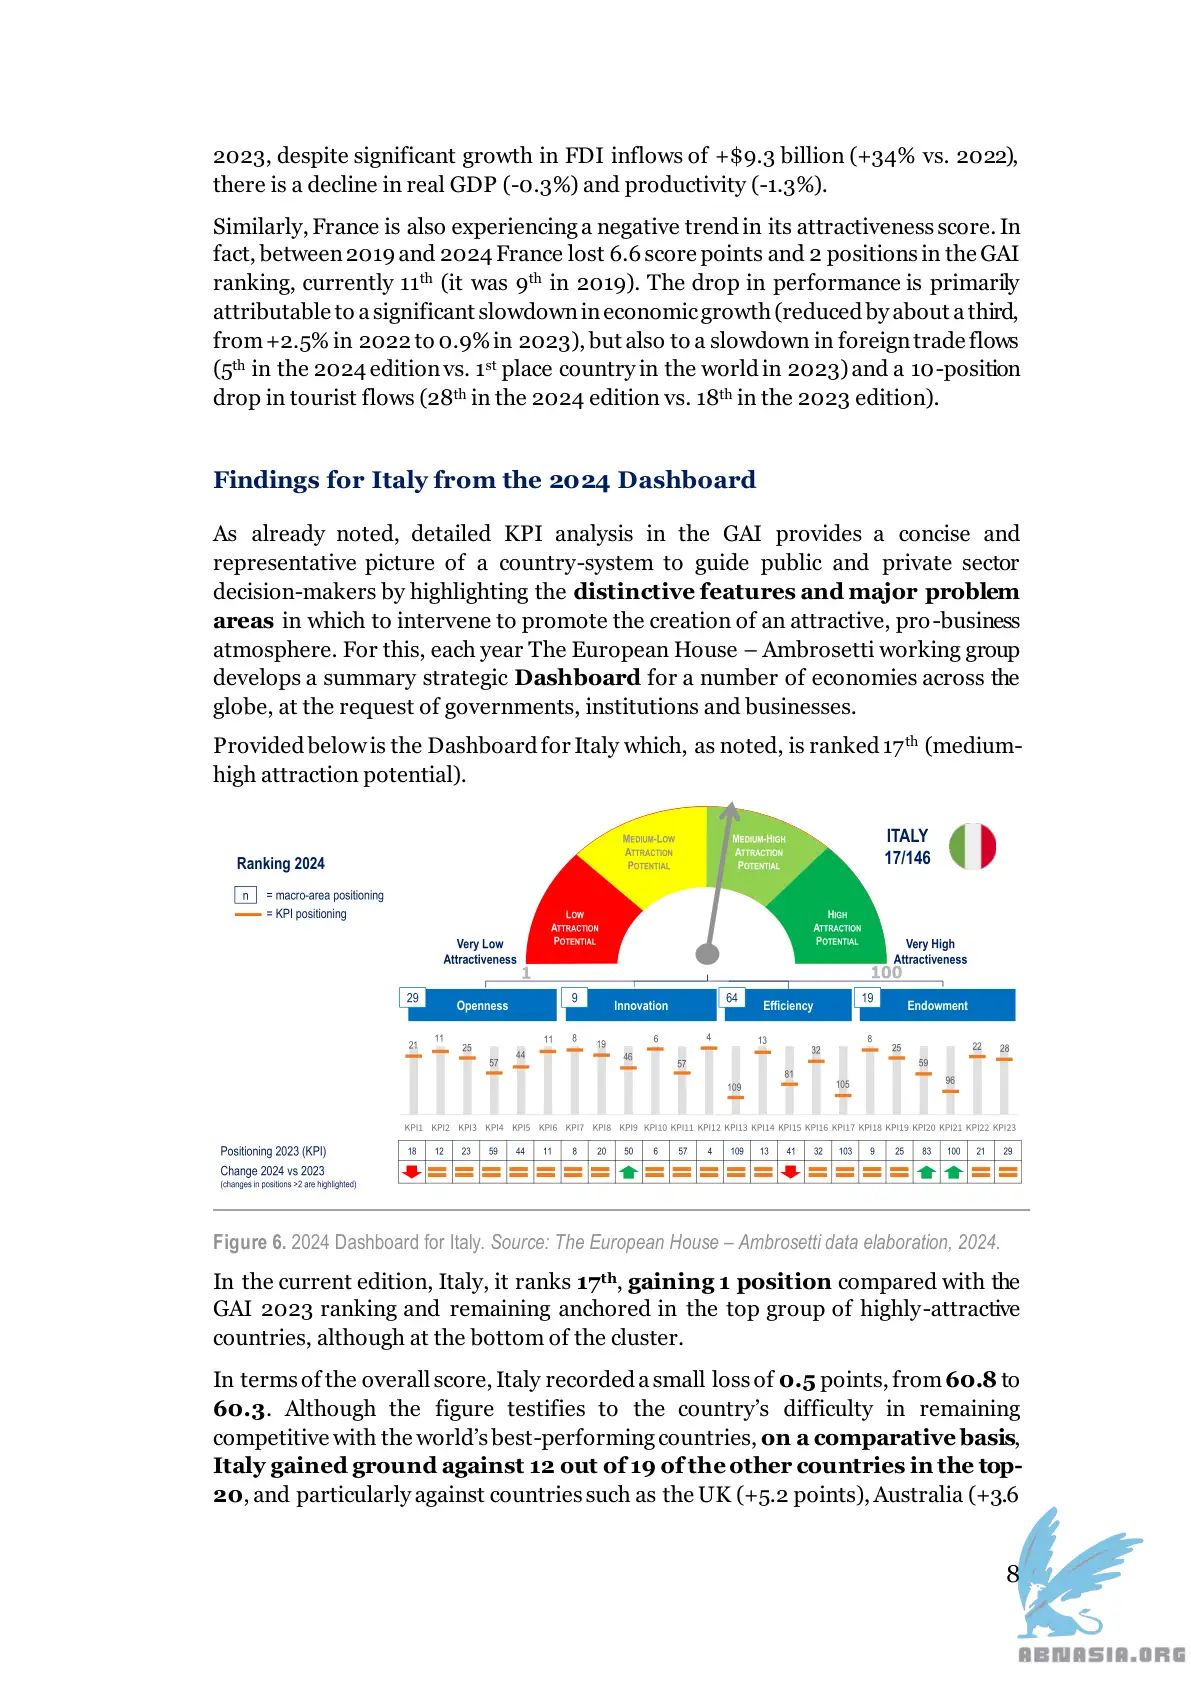 2023, despite significant growth in FDI inflows of +$9.3 billion (+34% vs. 2022),
there is a decline in real GDP (-0.3%) and productivity (-1.3%).
Similarly, France is also experiencing a negative trend in its attractiveness score. In
fact, between 2019 and 2024 France lost 6.6 score points and 2 positions in the GAI
ranking, currently 11th (it was 9th in 2019). The drop in performance is primarily
attributable to a significant slowdown in economic growth (reduced by about a third,
from +2.5% in 2022 to 0.9% in 2023), but also to a slowdown in foreign trade flows
(5th in the 2024 edition vs. 1st place country in the world in 2023) and a 10-position
drop in tourist flows (28th in the 2024 edition vs. 18th in the 2023 edition).
Findings for Italy from the 2024 Dashboard
As already noted, detailed KPI analysis in the GAI provides a concise and
representative picture of a country-system to guide public and private sector
decision-makers by highlighting the distinctive features and major problem
areas in which to intervene to promote the creation of an attractive, pro-business
atmosphere. For this, each year The European House – Ambrosetti working group
develops a summary strategic Dashboard for a number of economies across the
globe, at the request of governments, institutions and businesses.
Provided below is the Dashboard for Italy which, as noted, is ranked 17th (medium-
high attraction potential).
Ranking 2024
n = macro-area positioning
= KPI positioning
MEDIUM-LOW
ATTRACTION
POTENTIAL
MEDIUM-HIGH
ATTRACTION
POTENTIAL
ITALY
17/146
LOW
ATTRACTION
POTENTIAL
HIGH
ATTRACTION
POTENTIAL
Very Low
Attractiveness
Very High
Attractiveness
1 100
29 Openness 9 Innovation 64 Efficiency 19 Endowment
21 11 25 57 44 11 8 19 46 6 57 4 109 13 81 32 105 8 25 59 96 22 28
KPI1 KPI2 KPI3 KPI4 KPI5 KPI6 KPI7 KPI8 KPI9 KPI10 KPI11 KPI12 KPI13 KPI14 KPI15 KPI16 KPI17 KPI18 KPI19 KPI20 KPI21 KPI22 KPI23
Positioning 2023 (KPI) 18 12 23 59 44 11 8 20 50 6 57 4 109 13 41 32 103 9 25 83 100 21 29
Change 2024 vs 2023
(changes in positions >2 are highlighted)
Figure 6. 2024 Dashboard for Italy. Source: The European House – Ambrosetti data elaboration, 2024.
In the current edition, Italy, it ranks 17th, gaining 1 position compared with the
GAI 2023 ranking and remaining anchored in the top group of highly-attractive
countries, although at the bottom of the cluster.
In terms of the overall score, Italy recorded a small loss of 0.5 points, from 60.8 to
60.3. Although the figure testifies to the country's difficulty in remaining
competitive with the world's best-performing countries, on a comparative basis,
Italy gained ground against 12 out of 19 of the other countries in the top-
20, and particularly against countries such as the UK (+5.2 points), Australia (+3.6
8
ABNASIA.ORG